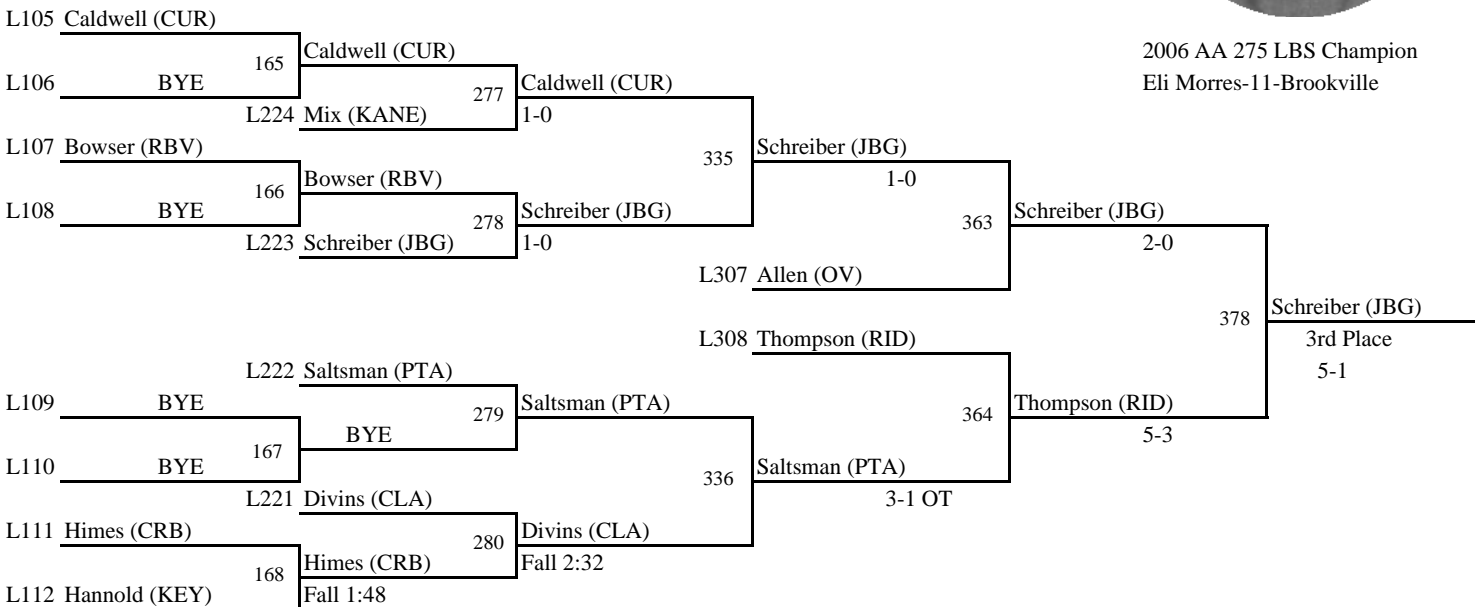 L105 Caldwell (CUR)
165
Caldwell (CUR)
2006 AA 275 LBS Champion
L106 BYE
277
Caldwell (CUR)
Eli Morres-11-Brookville
L224 Mix (KANE)
1-0
L107 Bowser (RBV)
335
Schreiber (JBG)
166
Bowser (RBV)
1-0
L108 BYE
278
Schreiber (JBG)
363
Schreiber (JBG)
L223 Schreiber (JBG)
1-0
2-0
L307 Allen (OV)
378
Schreiber (JBG)
L308 Thompson (RID)
3rd Place
L222 Saltsman (PTA)
5-1
L109 BYE
279
Saltsman (PTA)
364
Thompson (RID)
BYE
5-3
167
L110 BYE
336
Saltsman (PTA)
L221 Divins (CLA)
3-1 OT
L111 Himes (CRB)
280
Divins (CLA)
168
Himes (CRB)
Fall 2:32
L112 Hannold (KEY)
Fall 1:48